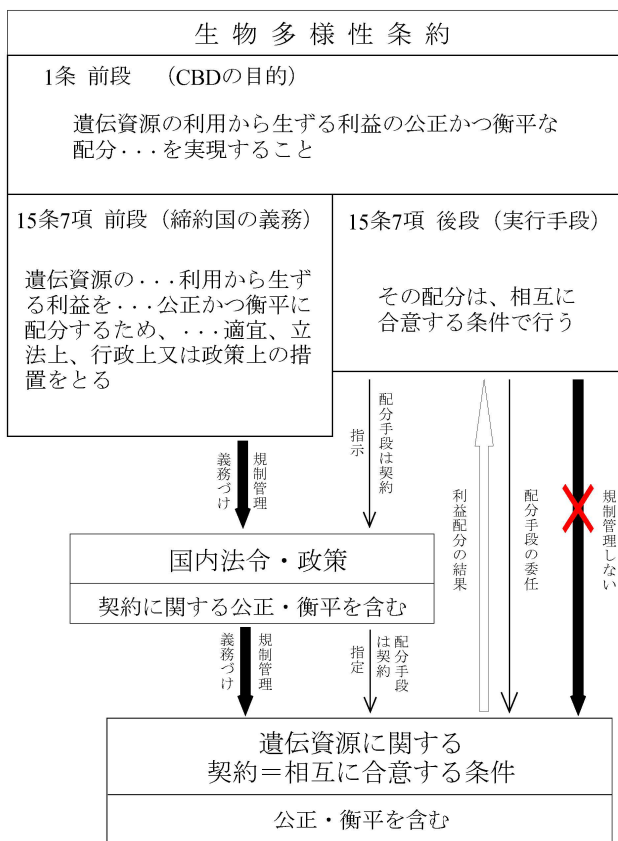 生物多様性条約
1条 前段 （CBDの目的）
遺伝資源の利用から生ずる利益の公正かつ衡平な
配分・・・を実現すること
15条7項 前段（締約国の義務）
遺伝資源の・・・利用から生ず
る利益を・・・公正かつ衡平に
配分するため、・・・適宜、立
法上、行政上又は政策上の措
置をとる
15条7項 後段（実行手段）
その配分は、相互に
合意する条件で行う
規制管理
義務づけ
配分手段は契約
指示
利益配分の結果
配分手段の委任
規制管理しない
国内法令・政策
契約に関する公正・衡平を含む
規制管理
義務づけ
配分手段
は契約
指定
遺伝資源に関する
契約＝相互に合意する条件
公正・衡平を含む